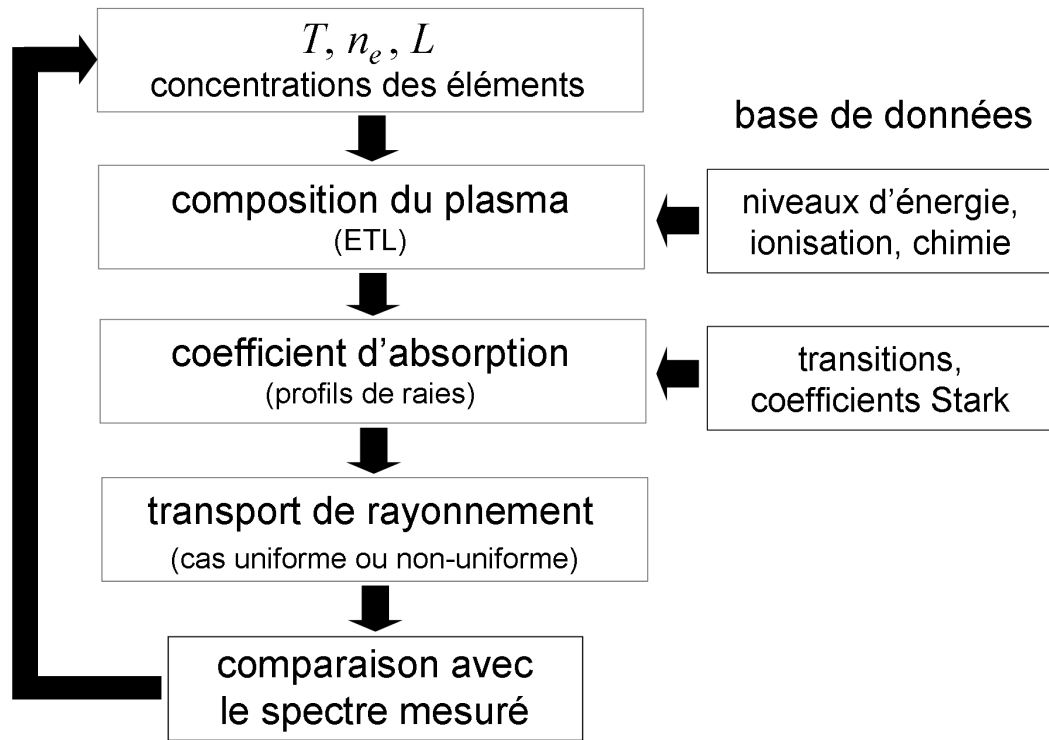 T, n_e, L
concentrations des éléments
base de données
composition du plasma
(ETL)
niveaux d'énergie,
ionisation, chimie
coefficient d'absorption
(profils de raies)
transitions,
coefficients Stark
transport de rayonnement
(cas uniforme ou non-uniforme)
comparaison avec
le spectre mesuré